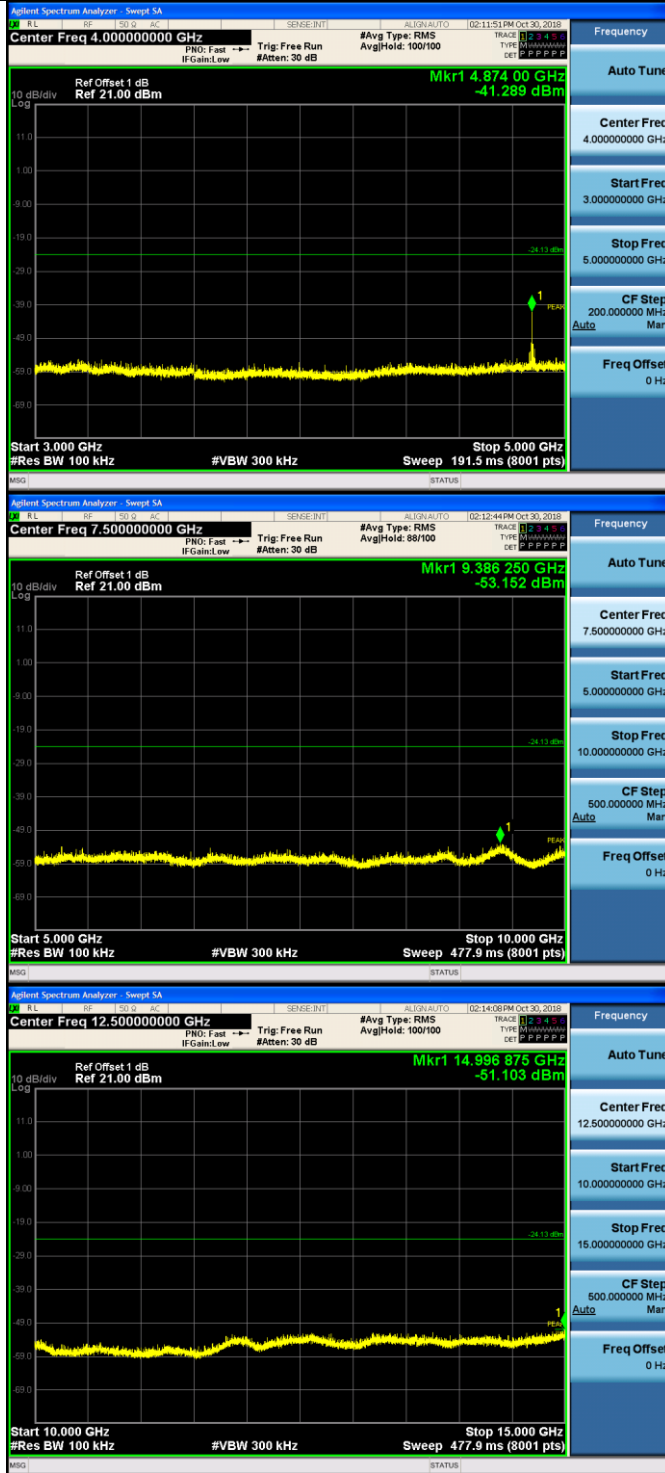 Agilent Spectrum Analyzer - Swept SA
RL RF 50 Ω AC SENSE:INT ALIGN AUTO 02:11:51 PM Oct 30, 2018
Center Freq 4.000000000 GHz #Avg Type: RMS TRACE 1 2 3 4 5 6 Frequency
PNO: Fast Trig: Free Run Avg|Hold: 100/100 TYPE M
IFGain:Low #Atten: 30 dB DET P P P P P P
Auto Tune
Mkr1 4.874 00 GHz
Ref Offset 1 dB
10 dB/div Ref 21.00 dBm -41.289 dBm
Log
Center Freq
4.000000000 GHz
11.0
1.00
Start Freq
3.000000000 GHz
-9.00
-19.0
Stop Freq
5.000000000 GHz
-24.13 dBm
-29.0
CF Step
200.000000 MHz
Auto Man
-39.0
1
PEAK
-49.0
Freq Offset
0 Hz
-59.0
-69.0
Start 3.000 GHz Stop 5.000 GHz
#Res BW 100 kHz #VBW 300 kHz Sweep 191.5 ms (8001 pts)
MSG STATUS
Agilent Spectrum Analyzer - Swept SA
RL RF 50 Ω AC SENSE:INT ALIGN AUTO 02:12:44 PM Oct 30, 2018
Center Freq 7.500000000 GHz #Avg Type: RMS TRACE 1 2 3 4 5 6 Frequency
PNO: Fast Trig: Free Run Avg|Hold: 88/100 TYPE M
IFGain:Low #Atten: 30 dB DET P P P P P P
Auto Tune
Mkr1 9.386 250 GHz
Ref Offset 1 dB
10 dB/div Ref 21.00 dBm -53.152 dBm
Log
Center Freq
7.500000000 GHz
11.0
1.00
Start Freq
5.000000000 GHz
-9.00
-19.0
Stop Freq
10.000000000 GHz
-24.13 dBm
-29.0
CF Step
500.000000 MHz
Auto Man
-39.0
-49.0
1
PEAK
Freq Offset
0 Hz
-59.0
-69.0
Start 5.000 GHz Stop 10.000 GHz
#Res BW 100 kHz #VBW 300 kHz Sweep 477.9 ms (8001 pts)
MSG STATUS
Agilent Spectrum Analyzer - Swept SA
RL RF 50 Ω AC SENSE:INT ALIGN AUTO 02:14:08 PM Oct 30, 2018
Center Freq 12.500000000 GHz #Avg Type: RMS TRACE 1 2 3 4 5 6 Frequency
PNO: Fast Trig: Free Run Avg|Hold: 100/100 TYPE M
IFGain:Low #Atten: 30 dB DET P P P P P P
Auto Tune
Mkr1 14.996 875 GHz
Ref Offset 1 dB
10 dB/div Ref 21.00 dBm -51.103 dBm
Log
Center Freq
12.500000000 GHz
11.0
1.00
Start Freq
10.000000000 GHz
-9.00
-19.0
Stop Freq
15.000000000 GHz
-24.13 dBm
-29.0
CF Step
500.000000 MHz
Auto Man
-39.0
1
-49.0
PEAK
Freq Offset
0 Hz
-59.0
-69.0
Start 10.000 GHz Stop 15.000 GHz
#Res BW 100 kHz #VBW 300 kHz Sweep 477.9 ms (8001 pts)
MSG STATUS